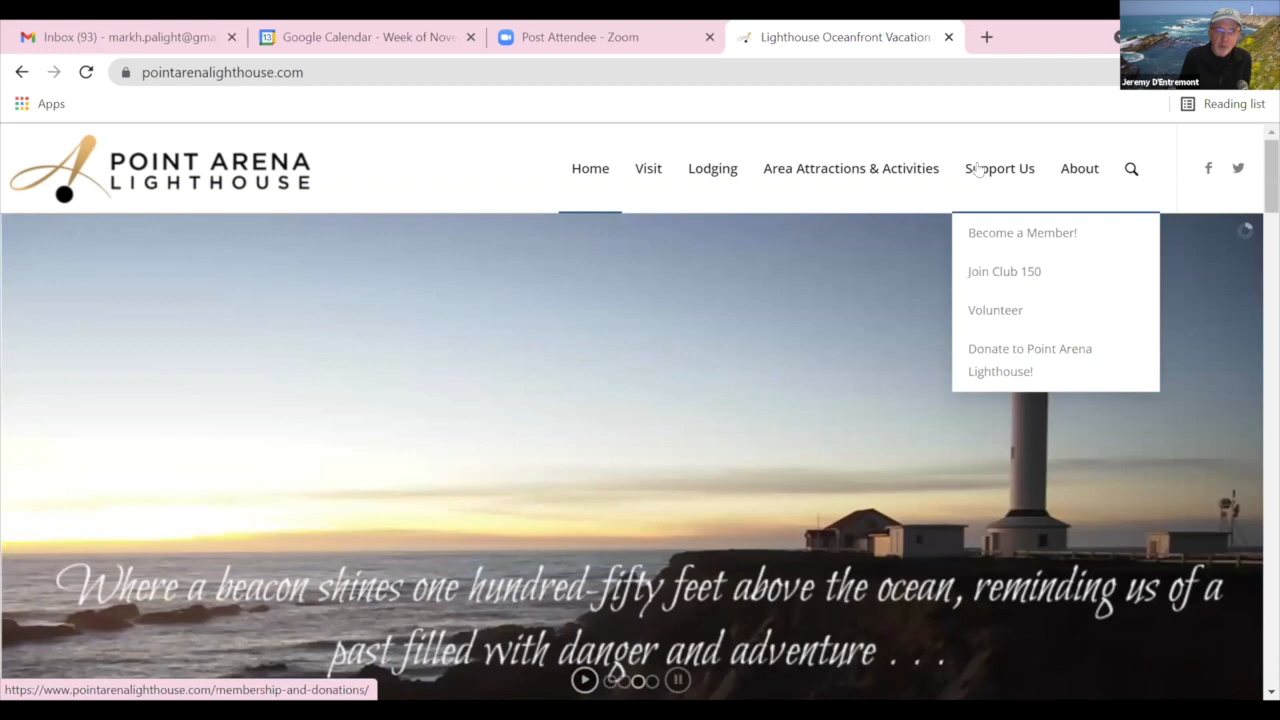 Inbox (93) - markh.palight@gma
Google Calendar - Week of Nove
Post Attendee - Zoom
Lighthouse Oceanfront Vacation
pointarenalighthouse.com
Jeremy D'Entremont
Apps
Reading list
POINT ARENA
LIGHTHOUSE
Home Visit Lodging Area Attractions & Activities Support Us About
Become a Member!
Join Club 150
Volunteer
Donate to Point Arena
Lighthouse!
Where a beacon shines one hundred-fifty feet above the ocean, reminding us of a
past filled with danger and adventure . . .
https://www.pointarenalighthouse.com/membership-and-donations/